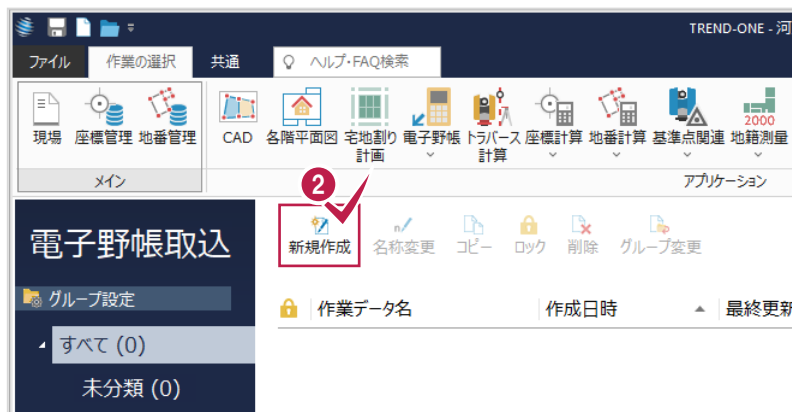 TREND-ONE - 河
ファイル 作業の選択 共通 ヘルプ・FAQ検索
現場 座標管理 地番管理 CAD 各階平面図 宅地割り計画 電子野帳 トラバース計算 座標計算 地番計算 基準点関連 2000 地籍測量
メイン アプリケーション
2
電子野帳取込
新規作成 名称変更 コピー ロック 削除 グループ変更
グループ設定
作業データ名 作成日時 最終更新
すべて (0)
未分類 (0)